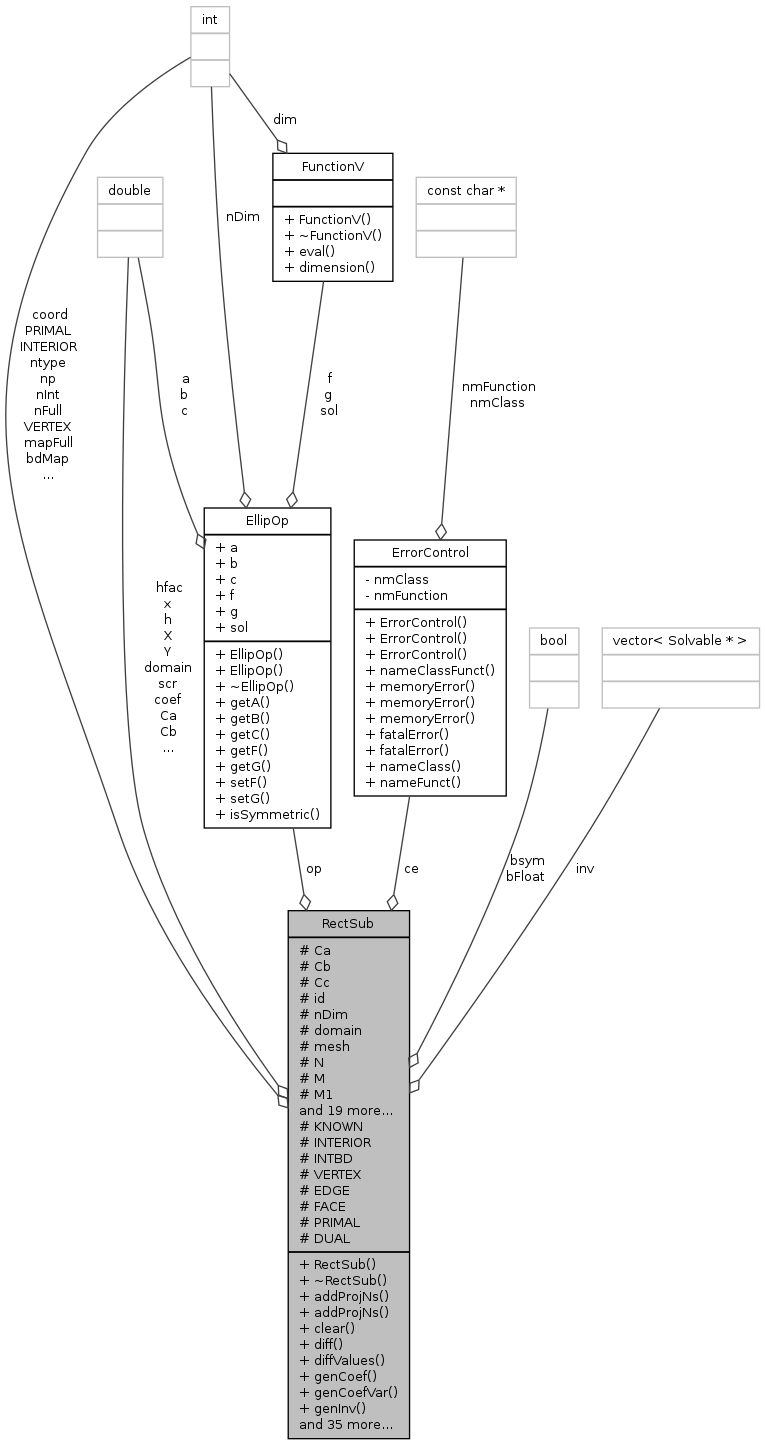 int
dim
FunctionV
+ FunctionV()
+ ~FunctionV()
+ eval()
+ dimension()
double
const char *
nDim
coord
PRIMAL
INTERIOR
ntype
np
nInt
nFull
VERTEX
mapFull
bdMap
...
a
b
c
f
g
sol
nmFunction
nmClass
EllipOp
+ a
+ b
+ c
+ f
+ g
+ sol
+ EllipOp()
+ EllipOp()
+ ~EllipOp()
+ getA()
+ getB()
+ getC()
+ getF()
+ getG()
+ setF()
+ setG()
+ isSymmetric()
ErrorControl
- nmClass
- nmFunction
+ ErrorControl()
+ ErrorControl()
+ ErrorControl()
+ nameClassFunct()
+ memoryError()
+ memoryError()
+ memoryError()
+ fatalError()
+ fatalError()
+ nameClass()
+ nameFunct()
bool
vector< Solvable * >
hfac
x
h
X
Y
domain
scr
coef
Ca
Cb
...
op
ce
bsym
bFloat
inv
RectSub
# Ca
# Cb
# Cc
# id
# nDim
# domain
# mesh
# N
# M
# M1
and 19 more...
# KNOWN
# INTERIOR
# INTBD
# VERTEX
# EDGE
# FACE
# PRIMAL
# DUAL
+ RectSub()
+ ~RectSub()
+ addProjNs()
+ addProjNs()
+ clear()
+ diff()
+ diffValues()
+ genCoef()
+ genCoefVar()
+ genInv()
and 35 more...